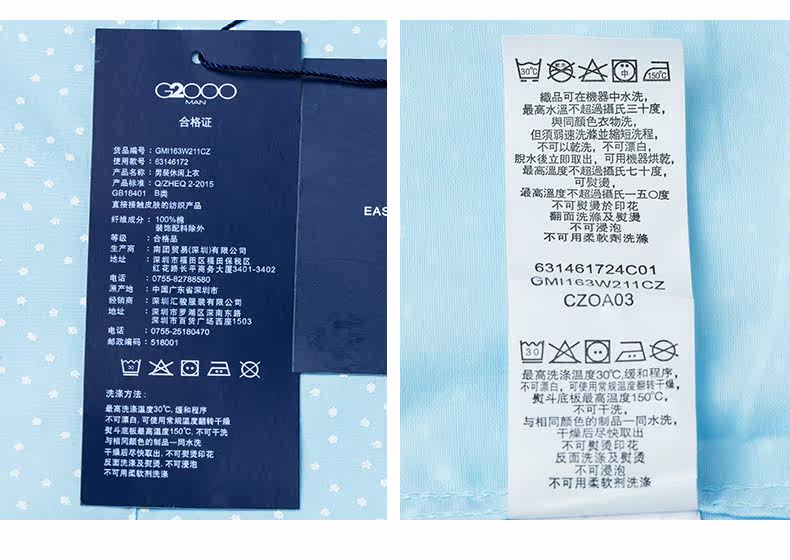 G2000
MAN
合格证
货品编号: GMI163W211CZ
使用款号: 63146172
产品名称: 男装休闲上衣
产品标准: Q/ZHEQ 2-2015
GB18401 B类
直接接触皮肤的纺织产品
纤维成分: 100%棉
装饰配料除外
等级: 合格品
生产商: 南团贸易(深圳)有限公司
地址: 深圳市福田区福田保税区
红花路长平商务大厦3401-3402
电话: 0755-82788580
原产地: 中国广东省深圳市
经销商: 深圳汇骏服装有限公司
地址: 深圳市罗湖区深南东路
深圳市百货广场西座1503
电话: 0755-25180470
邮政编码: 518001
30
洗涤方法:
最高洗涤温度30℃,缓和程序
不可漂白,可使用常规温度翻转干燥
熨斗底板最高温度150℃,不可干洗
与相同颜色的制品一同水洗
干燥后尽快取出,不可熨烫印花
反面洗涤及熨烫,不可浸泡
不可用柔软剂洗涤
EAS
30℃
中
150℃
織品可在機器中水洗,
最高水溫不超過攝氏三十度,
與同顏色衣物洗,
但須弱速洗滌並縮短洗程,
不可以乾洗,不可漂白,
脫水後立即取出,可用機器烘乾,
最高溫度不超過攝氏七十度,
可熨燙,
最高溫度不超過攝氏一五〇度
不可熨燙於印花
翻面洗滌及熨燙
不可浸泡
不可用柔軟劑洗滌
631461724C01
GMI163W211CZ
CZOA03
30
最高洗涤温度30℃,缓和程序,
不可漂白,可使用常规温度翻转干燥,
熨斗底板最高温度150℃,
不可干洗,
与相同颜色的制品一同水洗,
干燥后尽快取出
不可熨烫印花
反面洗涤及熨烫
不可浸泡
不可用柔软剂洗涤